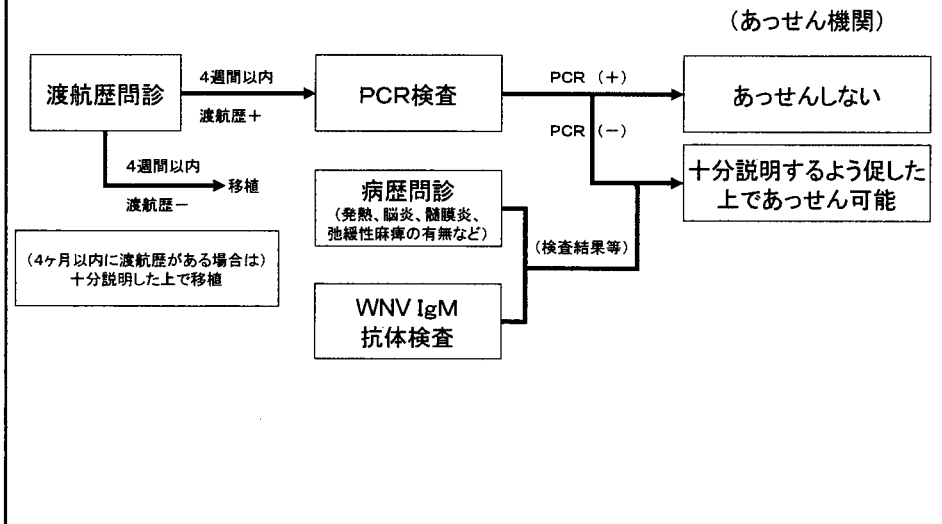 （あっせん機関）
渡航歴問診
4週間以内
渡航歴＋
PCR検査
PCR（＋）
あっせんしない
PCR（－）
4週間以内
移植
渡航歴－
十分説明するよう促した
上であっせん可能
病歴問診
（発熱、脳炎、髄膜炎、
弛緩性麻痺の有無など）
（検査結果等）
（4ヶ月以内に渡航歴がある場合は）
十分説明した上で移植
WNV IgM
抗体検査